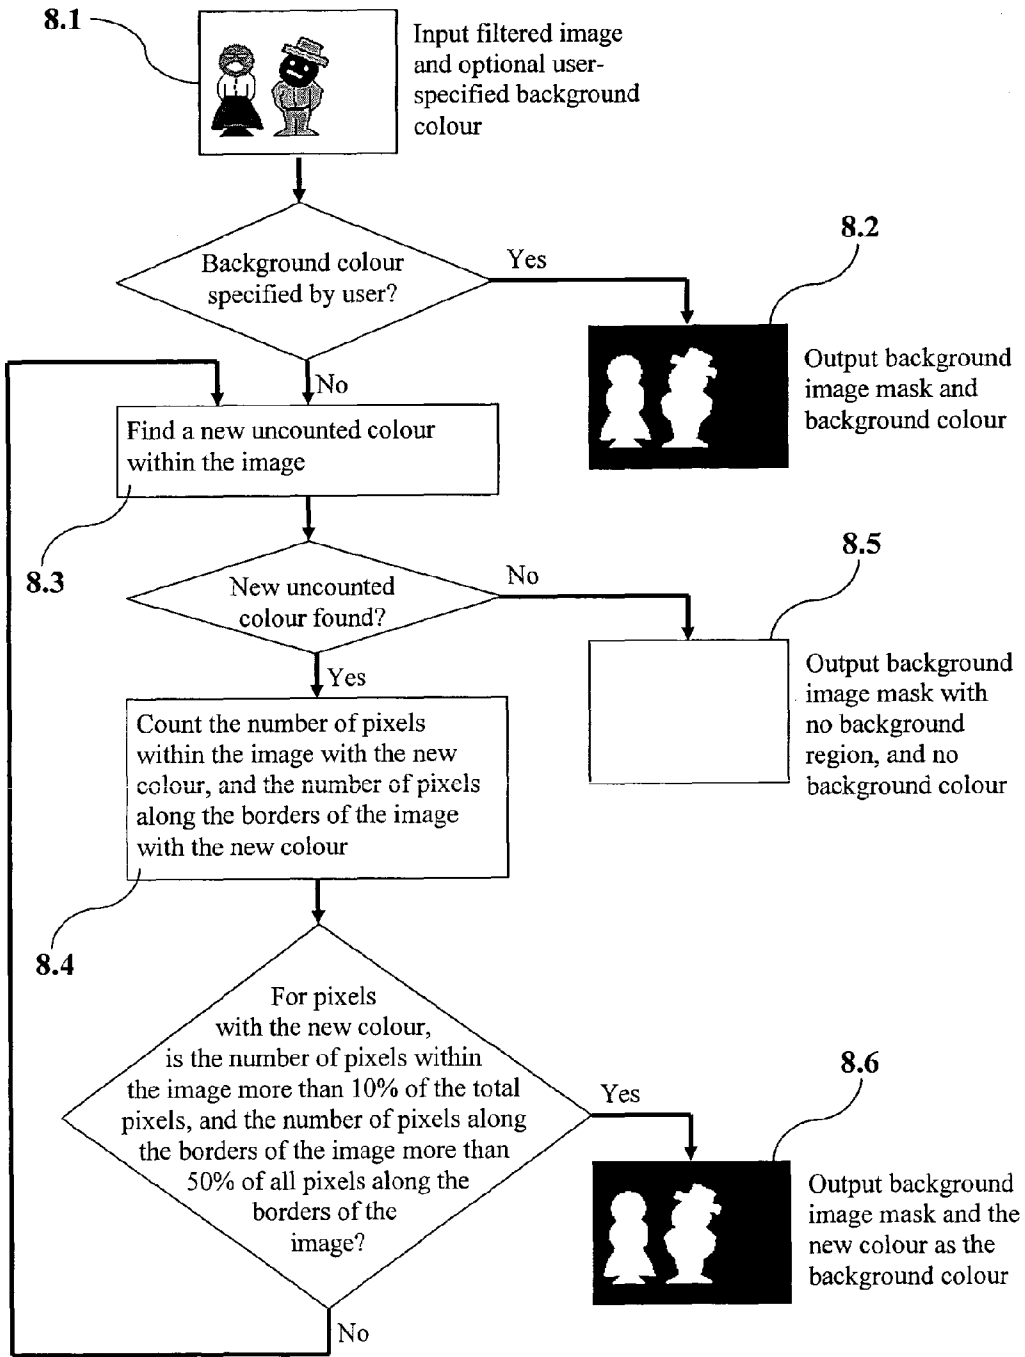 8.1
Input filtered image
and optional user-
specified background
colour
Background colour
specified by user?
Yes
8.2
Output background
image mask and
background colour
No
Find a new uncounted colour
within the image
8.3
New uncounted
colour found?
No
8.5
Output background
image mask with
no background
region, and no
background colour
Yes
Count the number of pixels
within the image with the new
colour, and the number of pixels
along the borders of the image
with the new colour
8.4
For pixels
with the new colour,
is the number of pixels within
the image more than 10% of the total
pixels, and the number of pixels along
the borders of the image more than
50% of all pixels along the
borders of the
image?
Yes
8.6
Output background
image mask and the
new colour as the
background colour
No